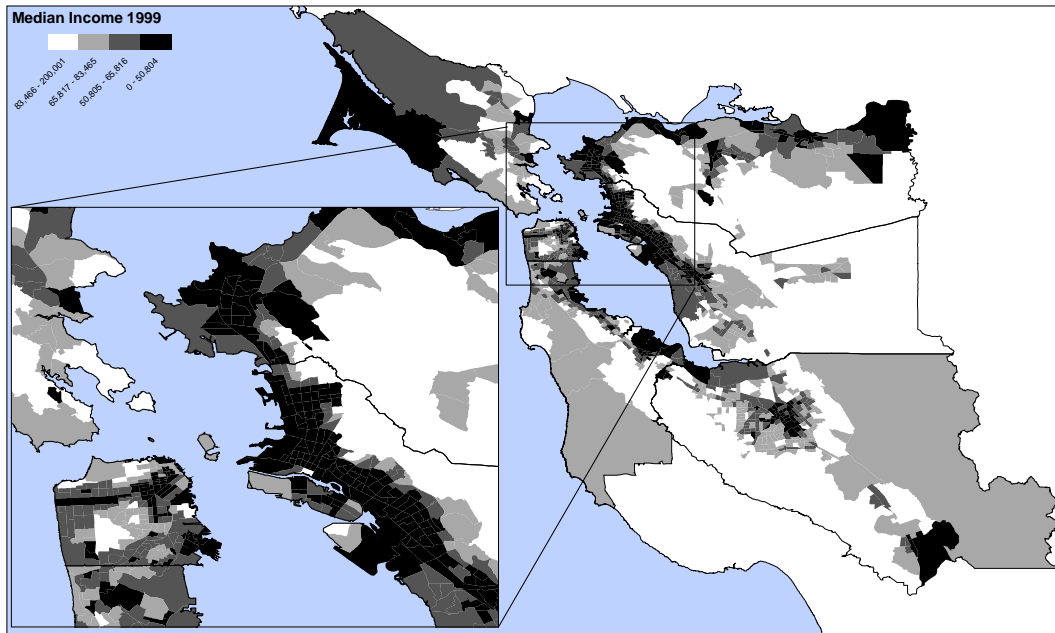 Median Income 1999
83,466 - 200,001
65,817 - 83,465
50,805 - 65,816
0 - 50,804